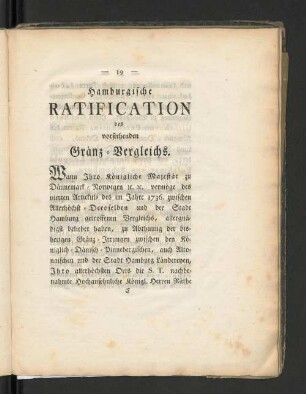 — 19 —
Hamburgische
RATIFICATION
des
vorstehenden
Gränz-Vergleichs.
Wann Ihro Königliche Majestät zu
Dännemark-Norwegen ꝛc. ꝛc. vermöge des
vierten Articuls des im Jahre 1736. zwischen
Allerhöchst-Deroselben und der Stadt
Hamburg getroffenen Vergleichs, allergnä-
digst beliebet haben, zu Abthuung der bis-
herigen Gränz-Irrungen zwischen den Kö-
niglich-Dänisch-Pinnebergischen, auch Alto-
naischen und der Stadt Hamburg Ländereyen,
Ihro allerhöchsten Orts die S. T. nachbe-
nahmte Hochansehnliche Königl. Herren Räthe